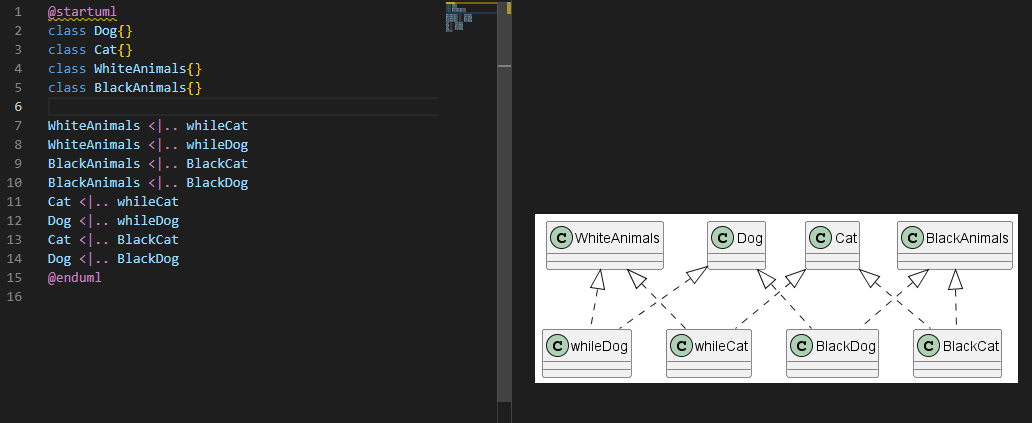 1 @startuml
2 class Dog{}
3 class Cat{}
4 class WhiteAnimals{}
5 class BlackAnimals{}
6
7 WhiteAnimals <|.. whileCat
8 WhiteAnimals <|.. whileDog
9 BlackAnimals <|.. BlackCat
10 BlackAnimals <|.. BlackDog
11 Cat <|.. whileCat
12 Dog <|.. whileDog
13 Cat <|.. BlackCat
14 Dog <|.. BlackDog
15 @enduml
16
C WhiteAnimals C Dog C Cat C BlackAnimals
C whileDog C whileCat C BlackDog C BlackCat